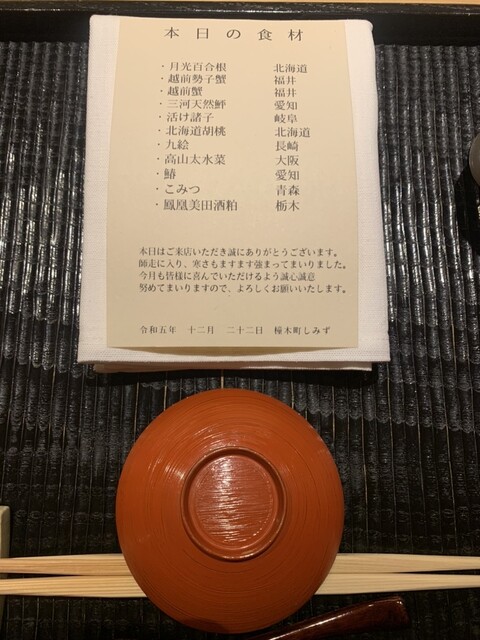 本日の食材
・月光百合根 北海道
・越前勢子蟹 福井
・越前蟹 福井
・三河天然鮃 愛知
・活け諸子 岐阜
・北海道胡桃 北海道
・九絵 長崎
・高山太水菜 大阪
・鰆 愛知
・こみつ 青森
・鳳凰美田酒粕 栃木
本日はご来店いただき誠にありがとうございます。
師走に入り、寒さもますます強まってまいりました。
今月も皆様に喜んでいただけるよう誠心誠意
努めてまいりますので、よろしくお願いいたします。
令和五年 十二月 二十二日 橦木町しみず